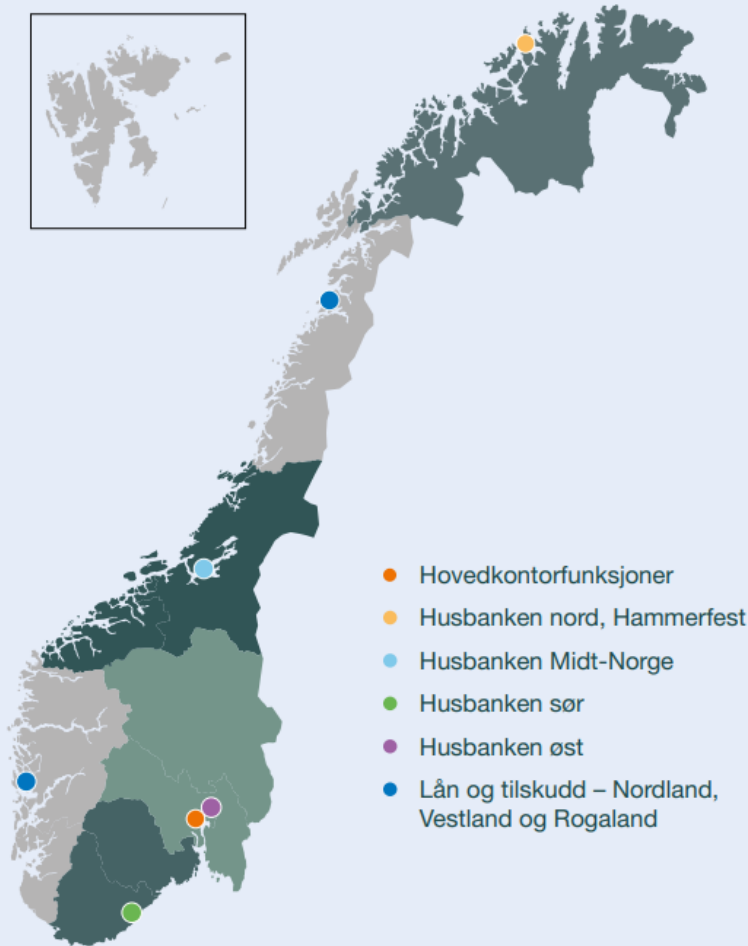 Hovedkontorfunksjoner
Husbanken nord, Hammerfest
Husbanken Midt-Norge
Husbanken sør
Husbanken øst
Lån og tilskudd – Nordland,
Vestland og Rogaland